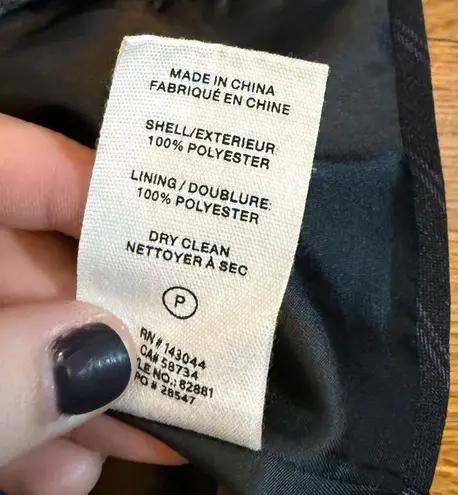 MADE IN CHINA
FABRIQUÉ EN CHINE
SHELL/EXTERIEUR
100% POLYESTER
LINING/DOUBLURE:
100% POLYESTER
DRY CLEAN
NETTOYER À SEC
P
RN# 143044
CA# 58734
LE NO.: 82881
PO # 28547